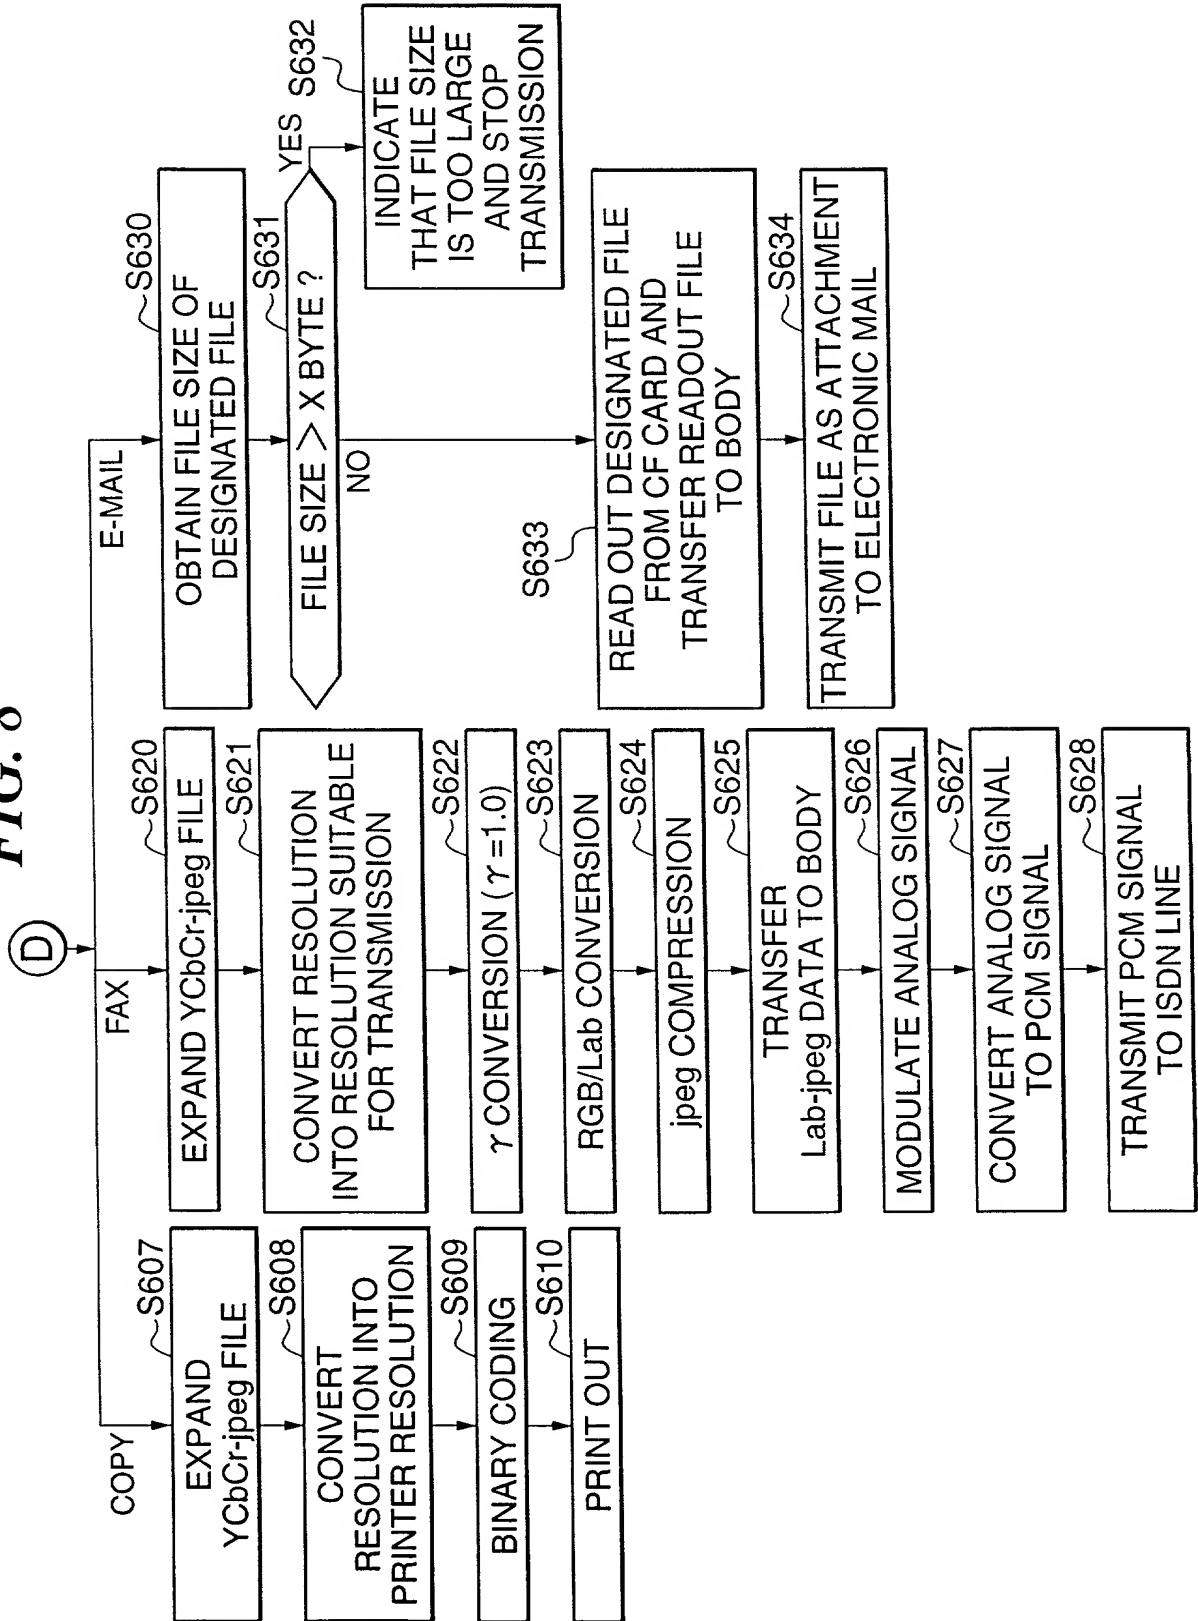 FIG. 8
D
COPY
EXPAND
YCbCr-jpeg FILE
S607
CONVERT
RESOLUTION INTO
PRINTER RESOLUTION
S608
BINARY CODING
S609
PRINT OUT
S610
FAX
EXPAND YCbCr-jpeg FILE
S620
CONVERT RESOLUTION
INTO RESOLUTION SUITABLE
FOR TRANSMISSION
S621
γ CONVERSION (γ =1.0)
S622
RGB/Lab CONVERSION
S623
jpeg COMPRESSION
S624
TRANSFER
Lab-jpeg DATA TO BODY
S625
MODULATE ANALOG SIGNAL
S626
CONVERT ANALOG SIGNAL
TO PCM SIGNAL
S627
TRANSMIT PCM SIGNAL
TO ISDN LINE
S628
E-MAIL
OBTAIN FILE SIZE OF
DESIGNATED FILE
S630
FILE SIZE > X BYTE ?
S631
YES
NO
INDICATE
THAT FILE SIZE
IS TOO LARGE
AND STOP
TRANSMISSION
S632
READ OUT DESIGNATED FILE
FROM CF CARD AND
TRANSFER READOUT FILE
TO BODY
S633
TRANSMIT FILE AS ATTACHMENT
TO ELECTRONIC MAIL
S634